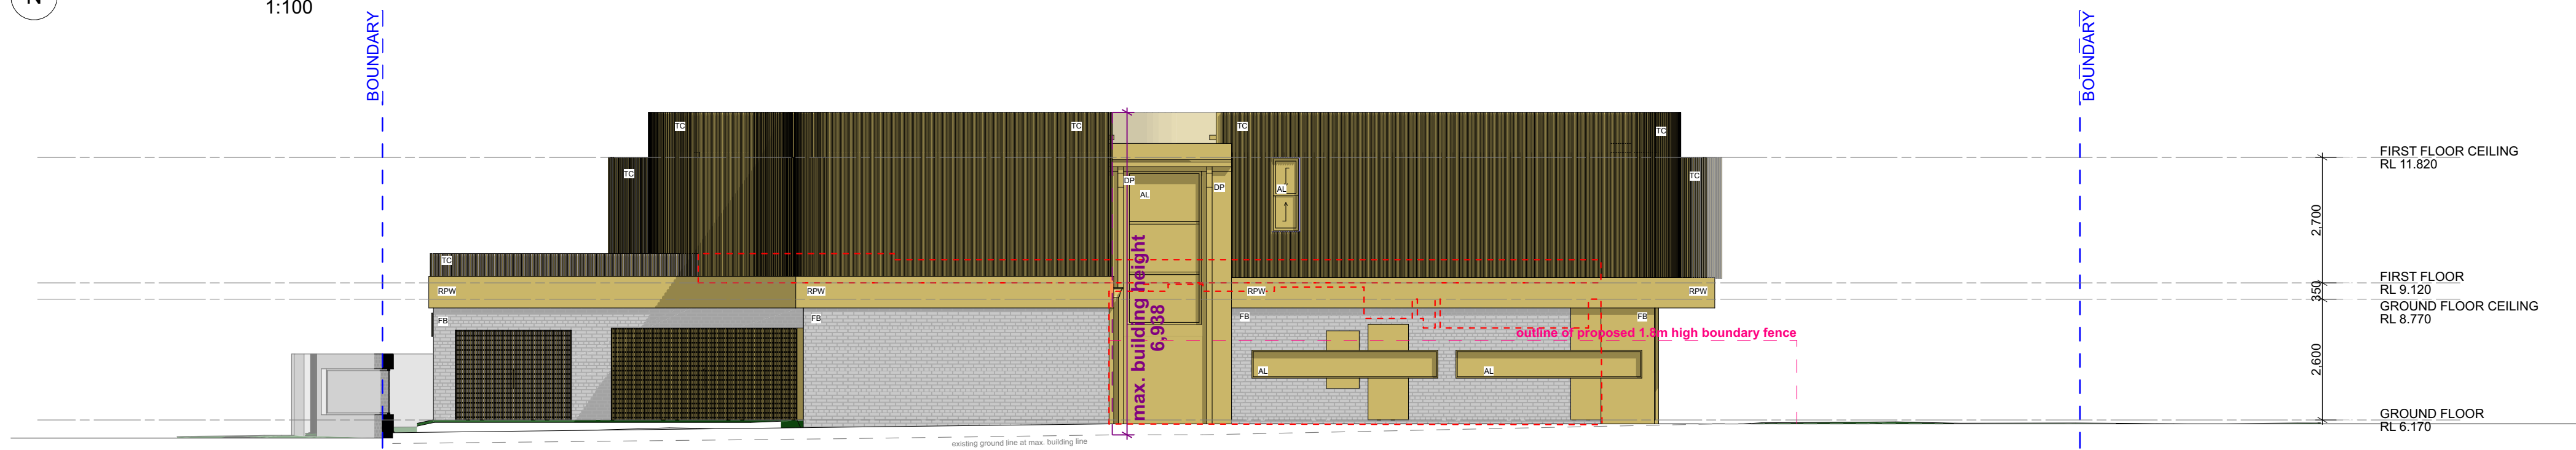 N
1:100
BOUNDARY
BOUNDARY
TC
TC
TC
TC
TC
TC
TC
FIRST FLOOR CEILING
RL 11.820
DP
AL
DP
AL
2,700
RPW
RPW
RPW
RPW
FIRST FLOOR
RL 9.120
350
GROUND FLOOR CEILING
RL 8.770
FB
FB
FB
FB
max. building height
6,938
outline of proposed 1.8m high boundary fence
AL
AL
2,600
GROUND FLOOR
RL 6.170
existing ground line at max. building line